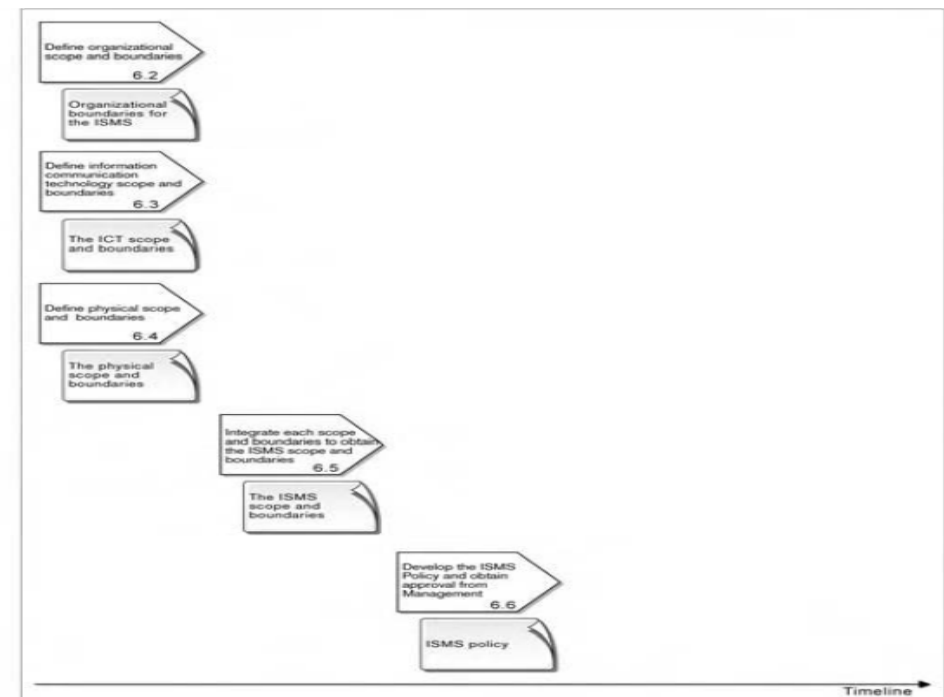 Define organizational
scope and boundaries
6.2
Organizational
boundaries for
the ISMS
Define information
communication
technology scope and
boundaries
6.3
The ICT scope
and boundaries
Define physical scope
and boundaries
6.4
The physical
scope and
boundaries
Integrate each scope
and boundaries to obtain
the ISMS scope and
boundaries
6.5
The ISMS
scope and
boundaries
Develop the ISMS
Policy and obtain
approval from
Management
6.6
ISMS policy
Timeline